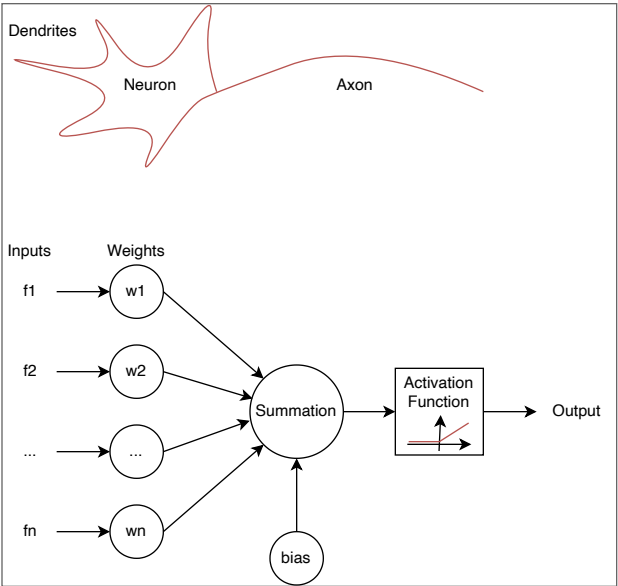 Dendrites
Neuron
Axon
Inputs
Weights
f1
w1
f2
w2
Activation
Function
Summation
Output
...
...
fn
wn
bias